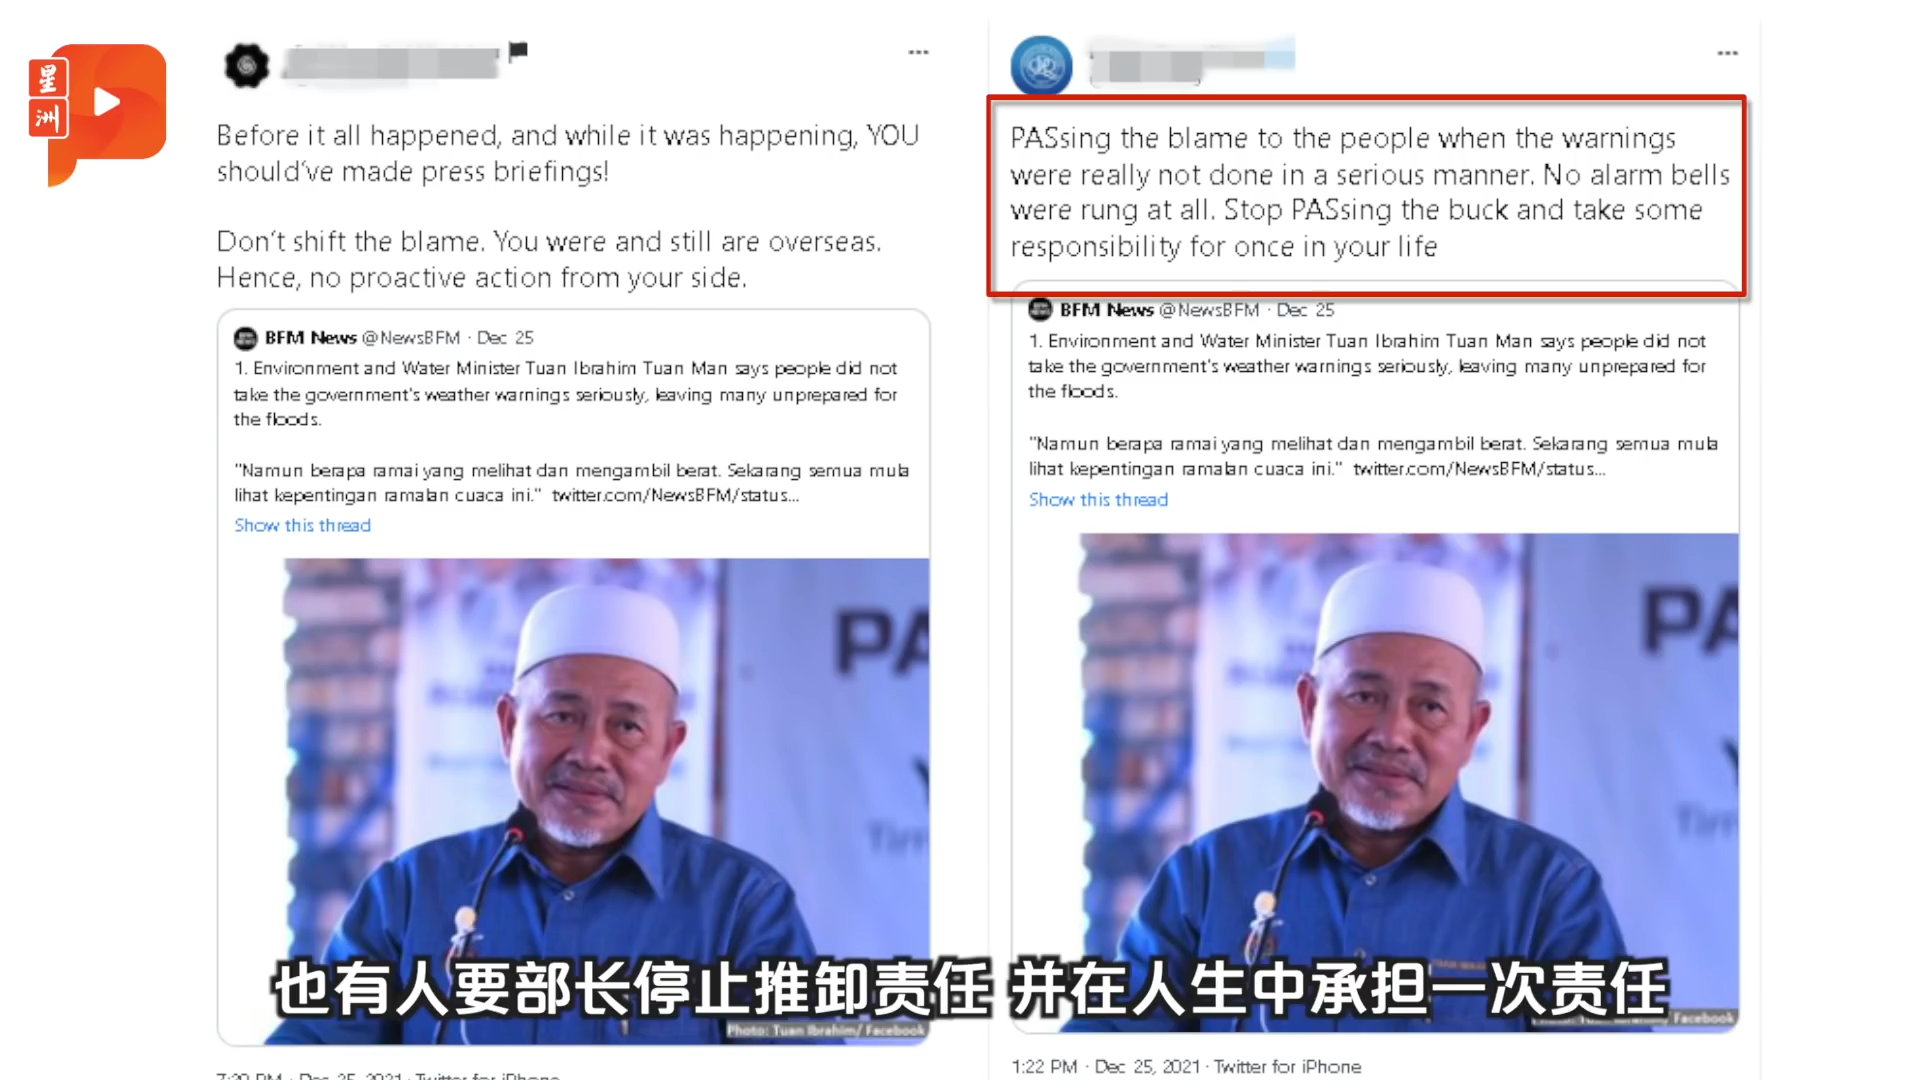 星
洲
Before it all happened, and while it was happening, YOU
should've made press briefings!
Don't shift the blame. You were and still are overseas.
Hence, no proactive action from your side.
BFM News @NewsBFM · Dec 25
1. Environment and Water Minister Tuan Ibrahim Tuan Man says people did not
take the government's weather warnings seriously, leaving many unprepared for
the floods.
"Namun berapa ramai yang melihat dan mengambil berat. Sekarang semua mula
lihat kepentingan ramalan cuaca ini." twitter.com/NewsBFM/status...
Show this thread
PA
Photo: Tuan Ibrahim/ Facebook
7:20 PM · Dec 25, 2021 · Twitter for iPhone
PASsing the blame to the people when the warnings
were really not done in a serious manner. No alarm bells
were rung at all. Stop PASsing the buck and take some
responsibility for once in your life
BFM News @NewsBFM · Dec 25
1. Environment and Water Minister Tuan Ibrahim Tuan Man says people did not
take the government's weather warnings seriously, leaving many unprepared for
the floods.
"Namun berapa ramai yang melihat dan mengambil berat. Sekarang semua mula
lihat kepentingan ramalan cuaca ini." twitter.com/NewsBFM/status...
Show this thread
PA
Facebook
1:22 PM · Dec 25, 2021 · Twitter for iPhone
也有人要部长停止推卸责任 并在人生中承担一次责任